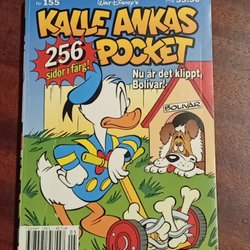 Nr 155
WALT DISNEY'S
KALLE ANKAS
POCKET
256
sidor i färg!
Nu är det klippt,
Bolivar!
BOLIVAR